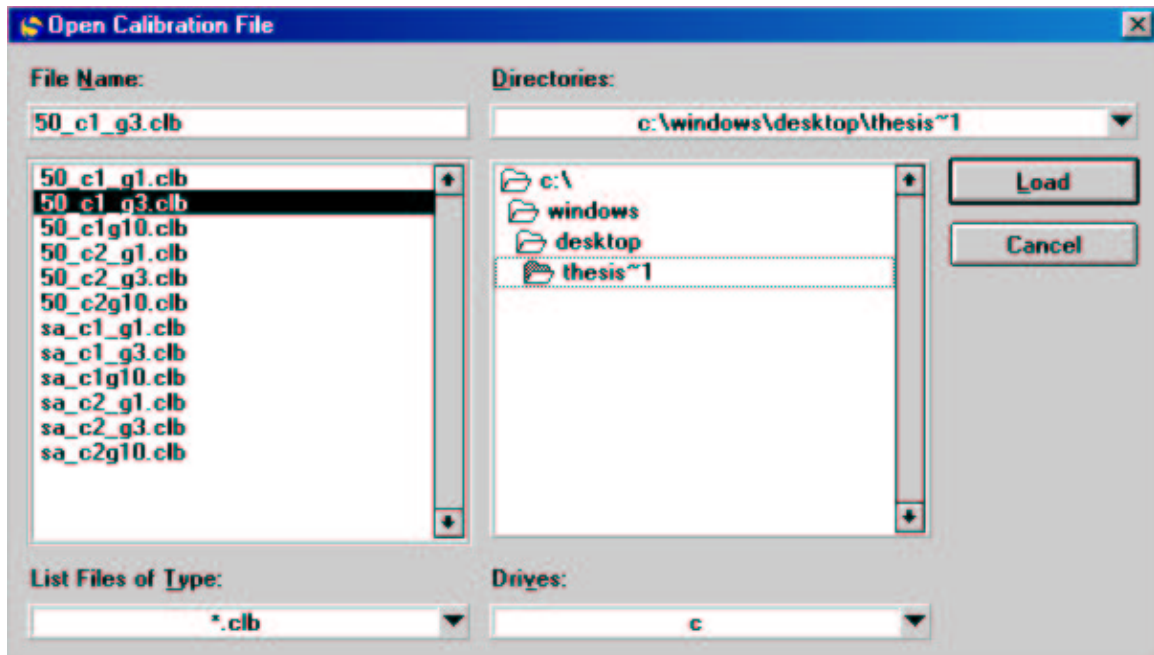 Open Calibration File
File Name:
50_c1_g3.clb
50_c1_g1.clb
50_c1_g3.clb
50_c1g10.clb
50_c2_g1.clb
50_c2_g3.clb
50_c2g10.clb
sa_c1_g1.clb
sa_c1_g3.clb
sa_c1g10.clb
sa_c2_g1.clb
sa_c2_g3.clb
sa_c2g10.clb
List Files of Type:
*.clb
Directories:
c:\windows\desktop\thesis~1
c:\
windows
desktop
thesis~1
Drives:
c
Load
Cancel